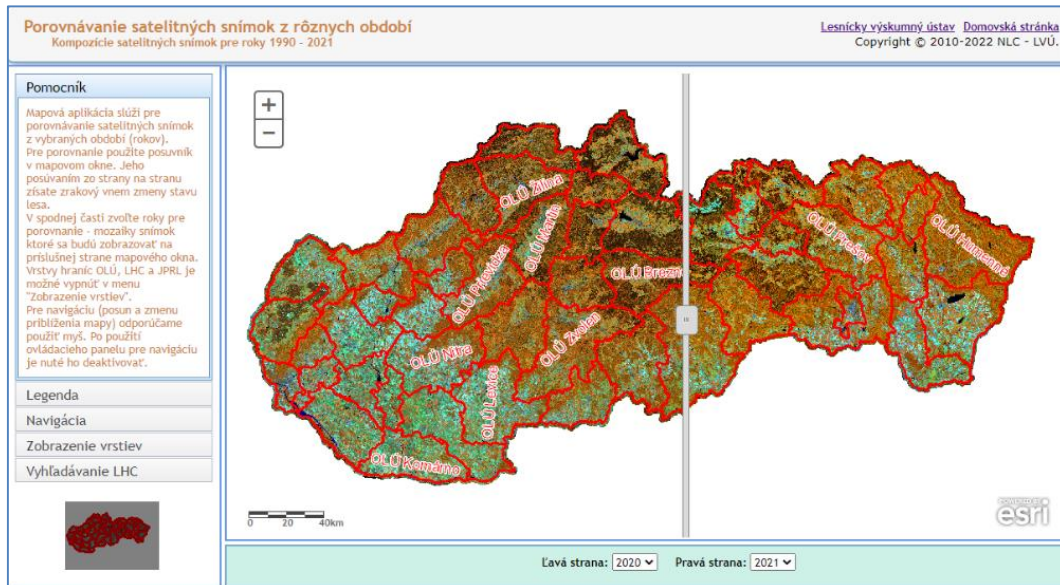 Porovnávanie satelitných snímok z rôznych období
Kompozície satelitných snímok pre roky 1990 - 2021
Lesnícky výskumný ústav Domovská stránka
Copyright © 2010-2022 NLC - LVÚ.
Pomocník
Mapová aplikácia slúži pre
porovnávanie satelitných snímok
z vybraných období (rokov).
Pre porovnanie použite posuvník
v mapovom okne. Jeho
posúvaním zo strany na stranu
získate zrakový vnem zmeny stavu
lesa.
V spodnej časti zvoľte roky pre
porovnanie - mozaiky snímok
ktoré sa budú zobrazovať na
príslušnej strane mapového okna.
Vrstvy hraníc OLÚ, LHC a JPRL je
možné vypnúť v menu
"Zobrazenie vrstiev".
Pre navigáciu (posun a zmenu
priblíženia mapy) odporúčame
použiť myš. Po použití
ovládacieho panelu pre navigáciu
je nuté ho deaktivovať.
Legenda
Navigácia
Zobrazenie vrstiev
Vyhľadávanie LHC
+
−
OLÚ Žilina
OLÚ Martin
OLÚ Prievidza
OLÚ Prešov
OLÚ Humenné
OLÚ Brezno
OLÚ Zvolen
OLÚ Nitra
OLÚ Levice
OLÚ Komárno
0 20 40km
POWERED BY
esri
Ľavá strana: 2020 Pravá strana: 2021